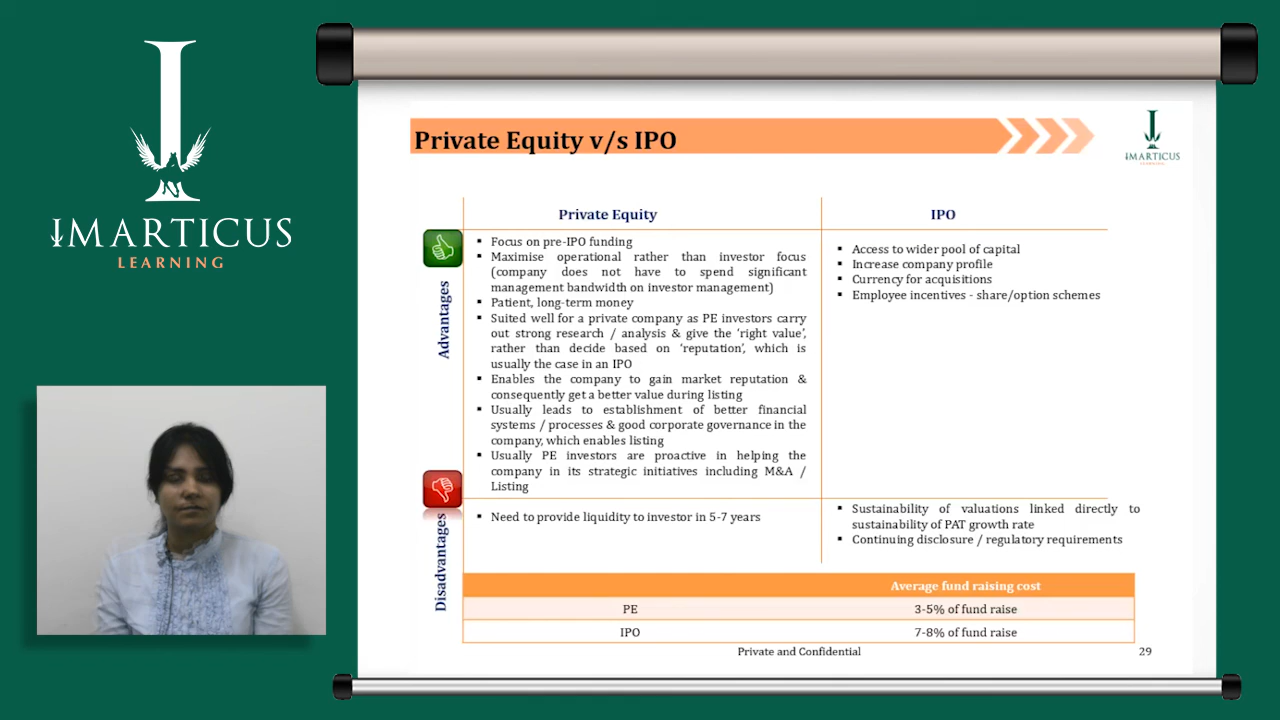 IMARTICUS
LEARNING
Private Equity v/s IPO
IMARTICUS
LEARNING
Private Equity
IPO
Advantages
▪ Focus on pre-IPO funding
▪ Maximise operational rather than investor focus
(company does not have to spend significant
management bandwidth on investor management)
▪ Patient, long-term money
▪ Suited well for a private company as PE investors carry
out strong research / analysis & give the ‘right value’,
rather than decide based on ‘reputation’, which is
usually the case in an IPO
▪ Enables the company to gain market reputation &
consequently get a better value during listing
▪ Usually leads to establishment of better financial
systems / processes & good corporate governance in the
company, which enables listing
▪ Usually PE investors are proactive in helping the
company in its strategic initiatives including M&A /
Listing
▪ Access to wider pool of capital
▪ Increase company profile
▪ Currency for acquisitions
▪ Employee incentives - share/option schemes
Disadvantages
▪ Need to provide liquidity to investor in 5-7 years
▪ Sustainability of valuations linked directly to
sustainability of PAT growth rate
▪ Continuing disclosure / regulatory requirements
Average fund raising cost
PE 3-5% of fund raise
IPO 7-8% of fund raise
Private and Confidential
29